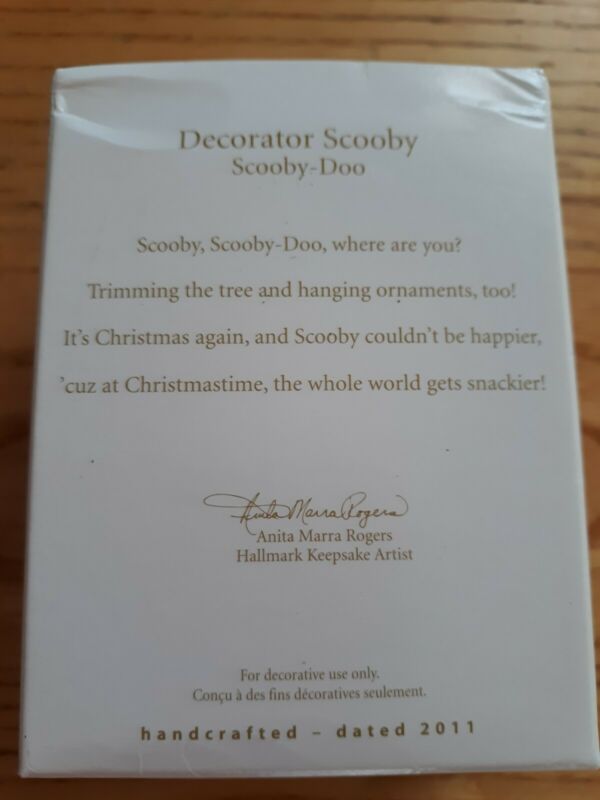 Decorator Scooby
Scooby-Doo
Scooby, Scooby-Doo, where are you?
Trimming the tree and hanging ornaments, too!
It's Christmas again, and Scooby couldn't be happier,
'cuz at Christmastime, the whole world gets snackier!
Anita Marra Rogers
Anita Marra Rogers
Hallmark Keepsake Artist
For decorative use only.
Conçu à des fins décoratives seulement.
handcrafted – dated 2011